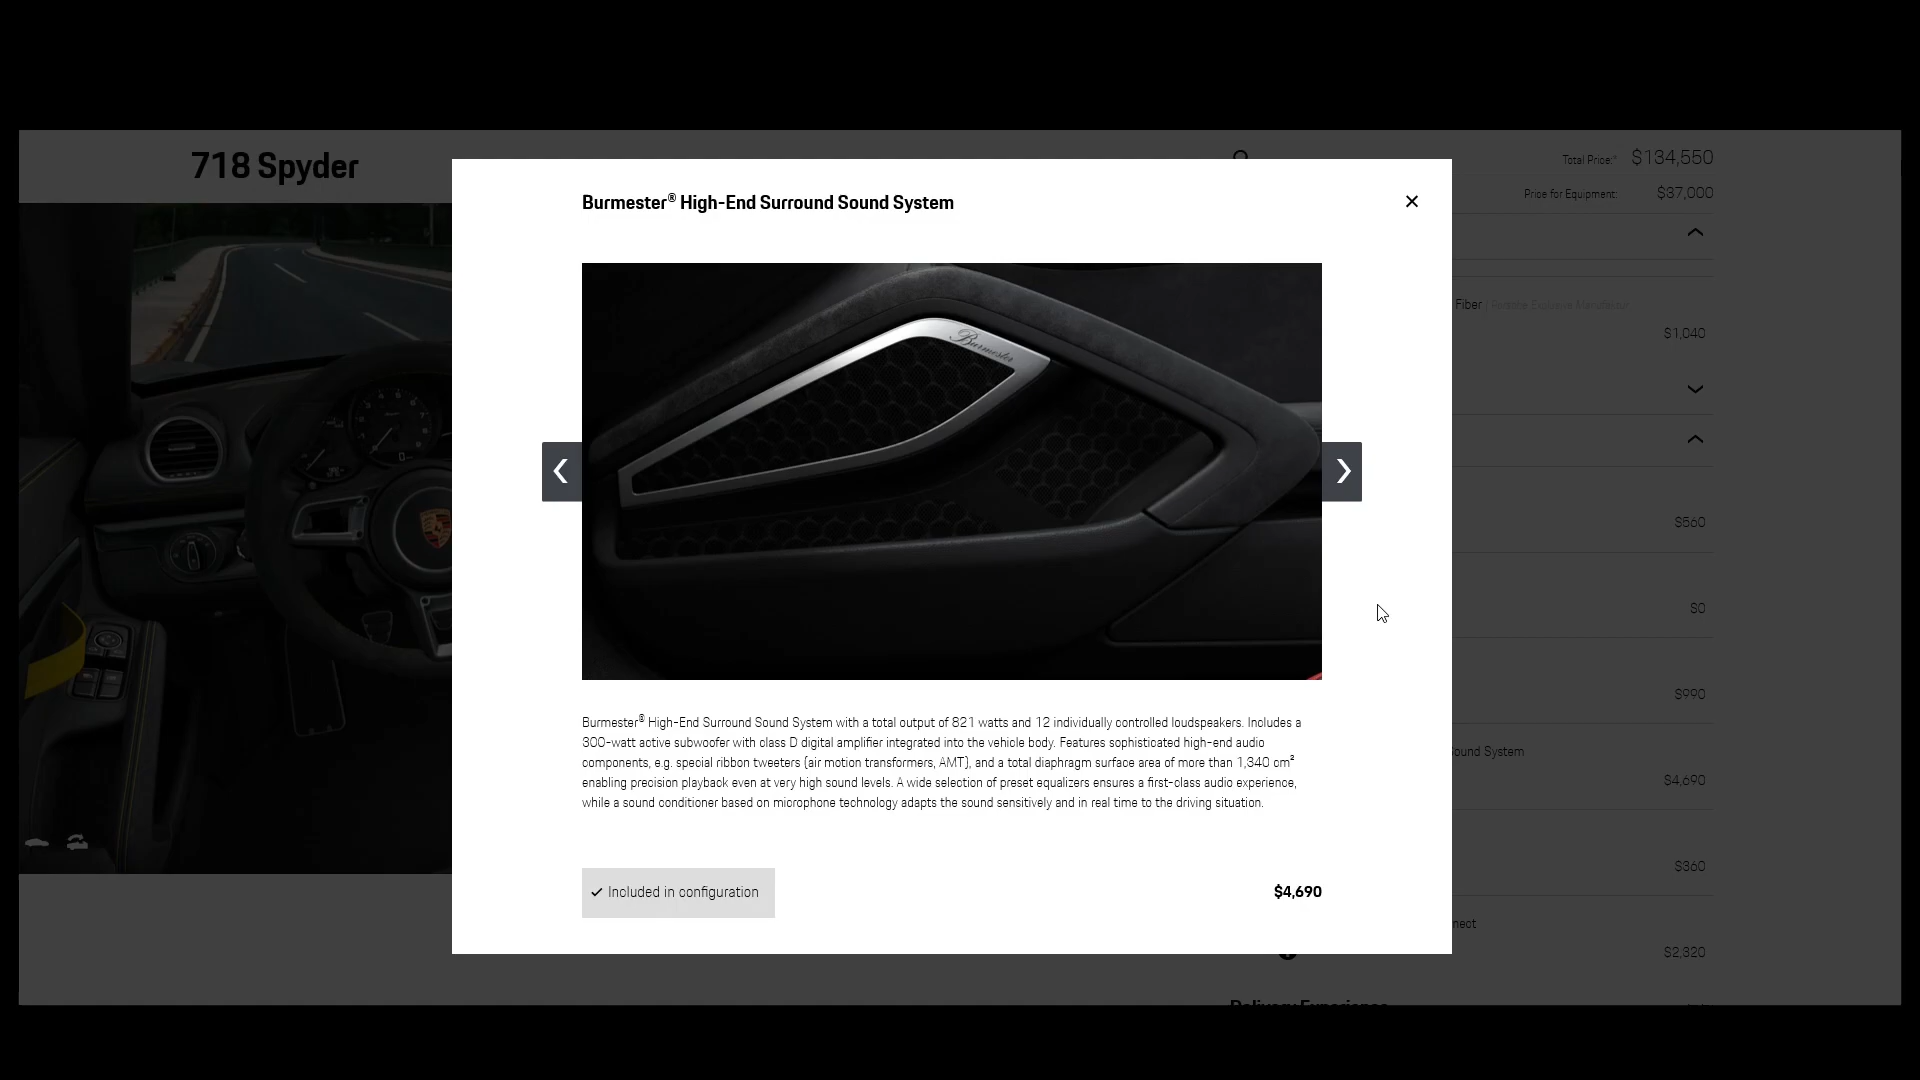 718 Spyder
Total Price:* $134,550
Price for Equipment: $37,000
Burmester® High-End Surround Sound System
Burmester
Fiber | Porsche Exclusive Manufaktur
$1,040
$560
$0
$990
Sound System
$4,690
$360
nect
$2,320
Burmester® High-End Surround Sound System with a total output of 821 watts and 12 individually controlled loudspeakers. Includes a
300-watt active subwoofer with class D digital amplifier integrated into the vehicle body. Features sophisticated high-end audio
components, e.g. special ribbon tweeters (air motion transformers, AMT), and a total diaphragm surface area of more than 1,340 cm²
enabling precision playback even at very high sound levels. A wide selection of preset equalizers ensures a first-class audio experience,
while a sound conditioner based on microphone technology adapts the sound sensitively and in real time to the driving situation.
✓ Included in configuration
$4,690
Delivery Experience